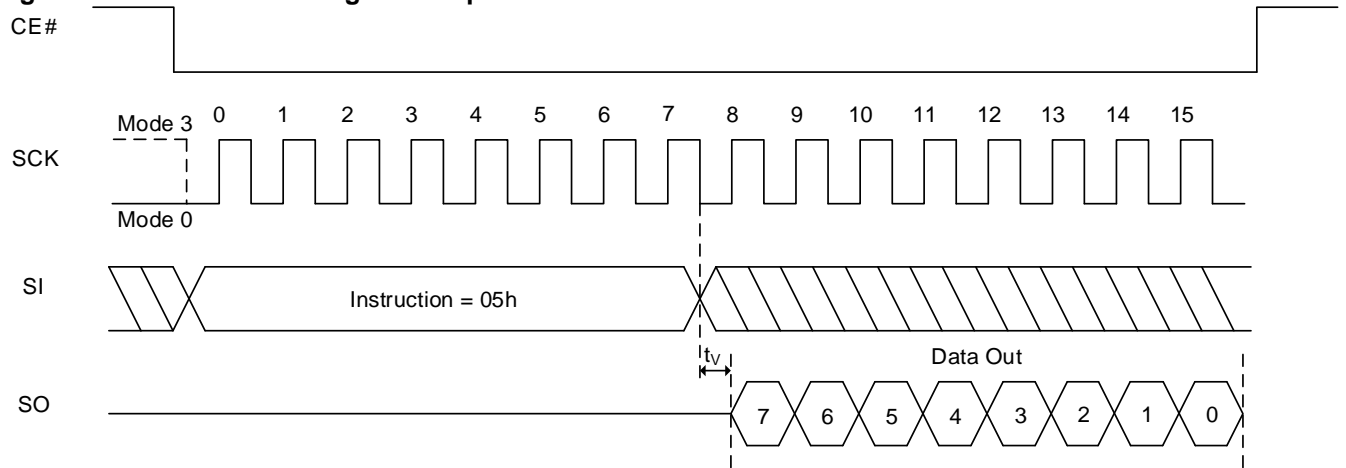 CE#
0 1 2 3 4 5 6 7 8 9 10 11 12 13 14 15
Mode 3
SCK
Mode 0
SI
Instruction = 05h
tV
Data Out
SO
7 6 5 4 3 2 1 0